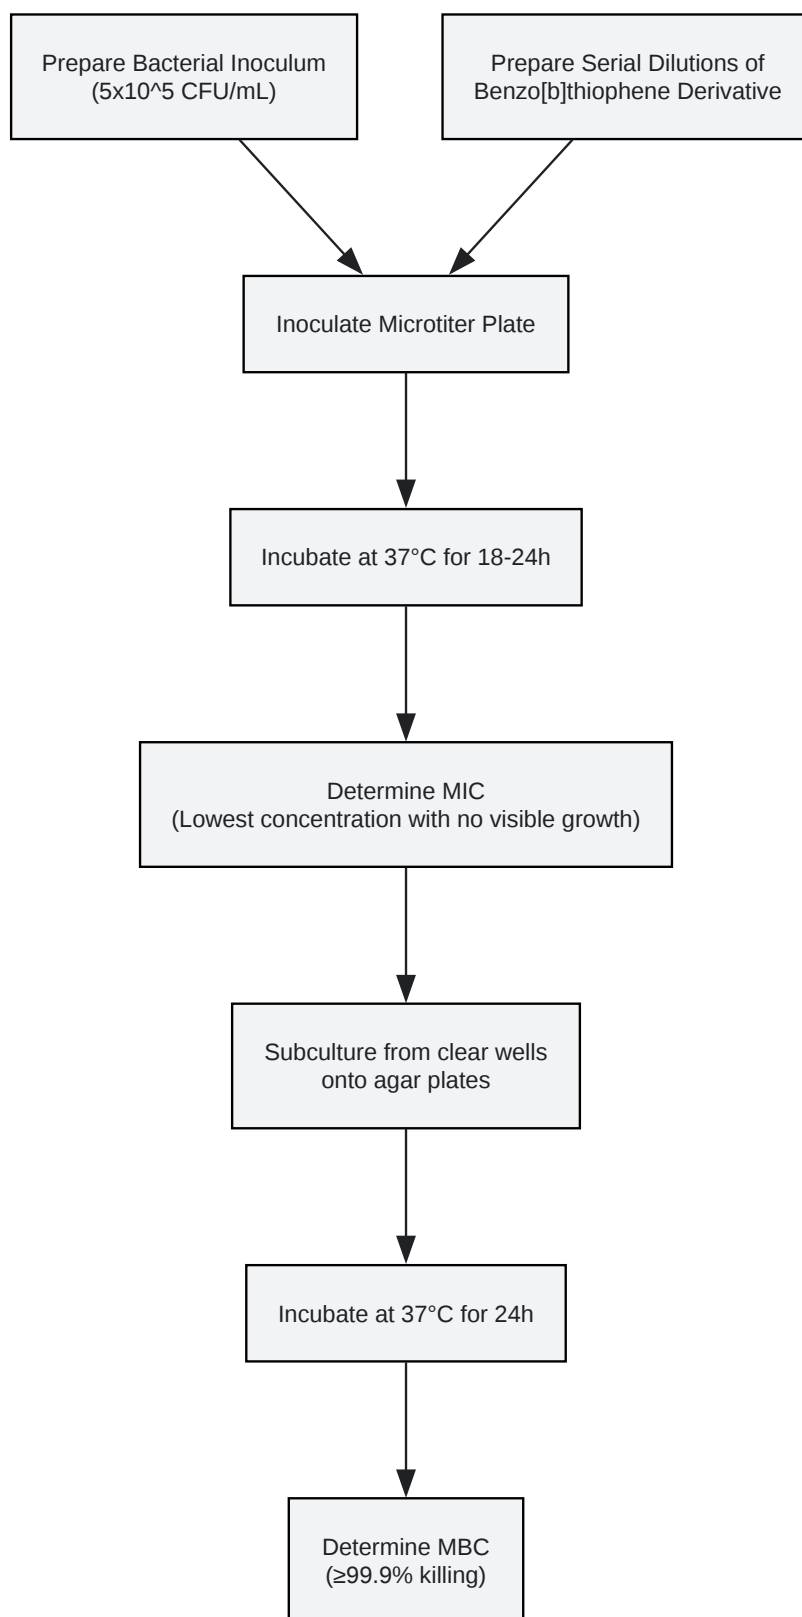 Prepare Bacterial Inoculum
(5x10^5 CFU/mL)
Prepare Serial Dilutions of
Benzo[b]thiophene Derivative
Inoculate Microtiter Plate
Incubate at 37°C for 18-24h
Determine MIC
(Lowest concentration with no visible growth)
Subculture from clear wells
onto agar plates
Incubate at 37°C for 24h
Determine MBC
(≥99.9% killing)